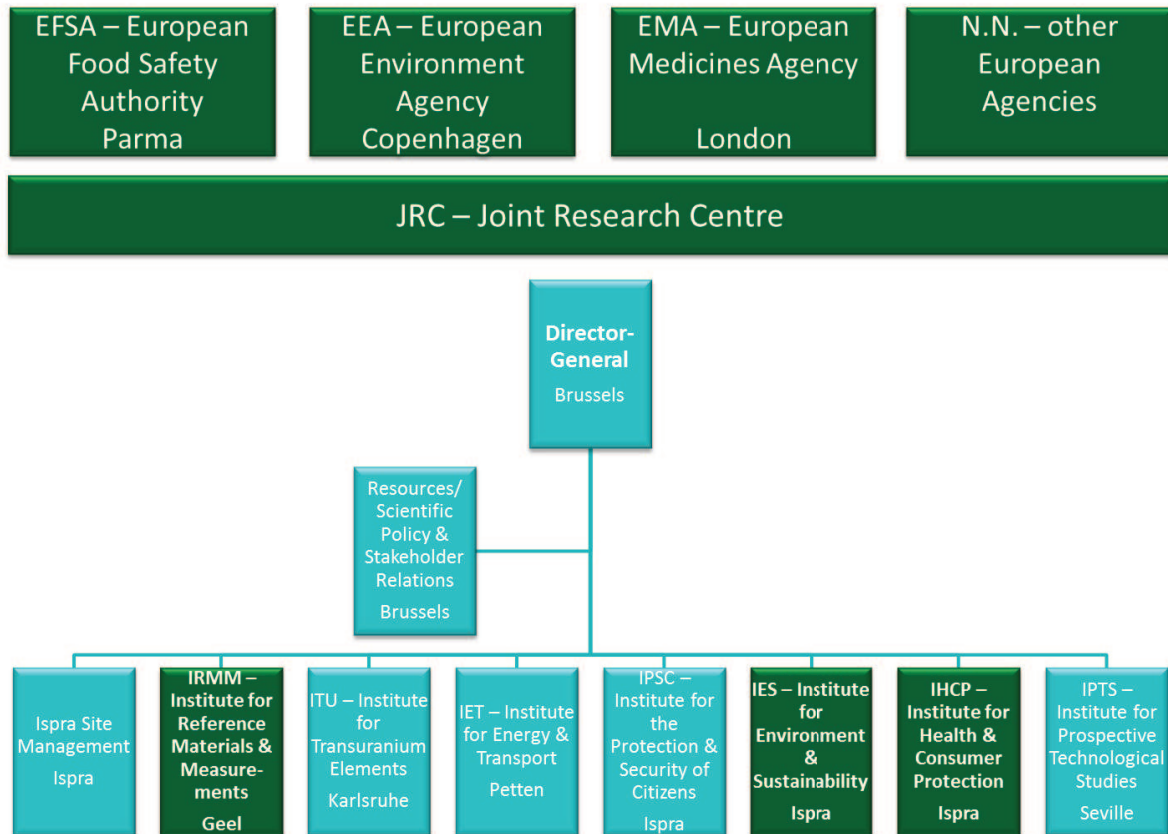 EFSA – European
Food Safety
Authority
Parma
EEA – European
Environment
Agency
Copenhagen
EMA – European
Medicines Agency
London
N.N. – other
European
Agencies
JRC – Joint Research Centre
Director-
General
Brussels
Resources/
Scientific
Policy &
Stakeholder
Relations
Brussels
Ispra Site
Management
Ispra
IRMM –
Institute for
Reference
Materials &
Measure-
ments
Geel
ITU – Institute
for
Transuranium
Elements
Karlsruhe
IET – Institute
for Energy &
Transport
Petten
IPSC –
Institute for
the
Protection &
Security of
Citizens
Ispra
IES – Institute
for
Environment
&
Sustainability
Ispra
IHCP –
Institute for
Health &
Consumer
Protection
Ispra
IPTS –
Institute for
Prospective
Technological
Studies
Seville